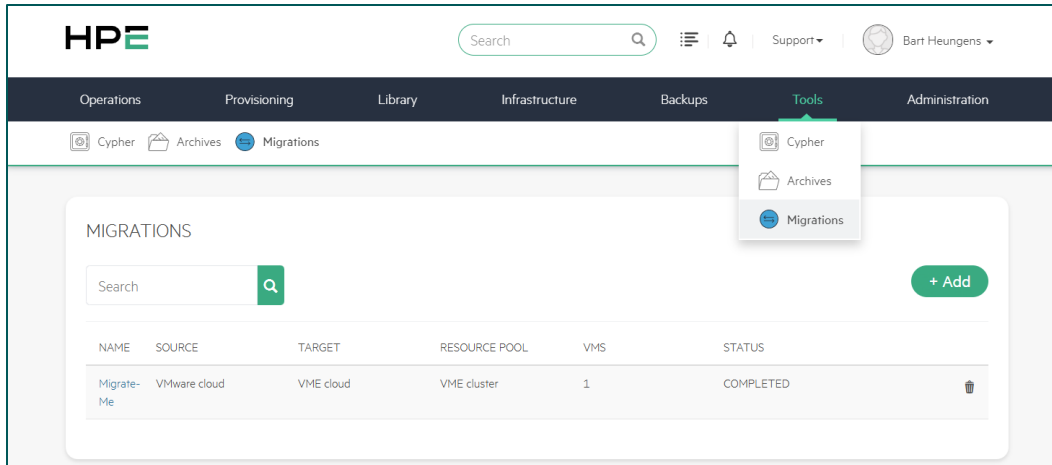 HPE
Search
Support
Bart Heungens
Operations Provisioning Library Infrastructure Backups Tools Administration
Cypher Archives Migrations
Cypher
Archives
Migrations
MIGRATIONS
Search
+ Add
NAME SOURCE TARGET RESOURCE POOL VMS STATUS
Migrate- VMware cloud VME cloud VME cluster 1 COMPLETED
Me